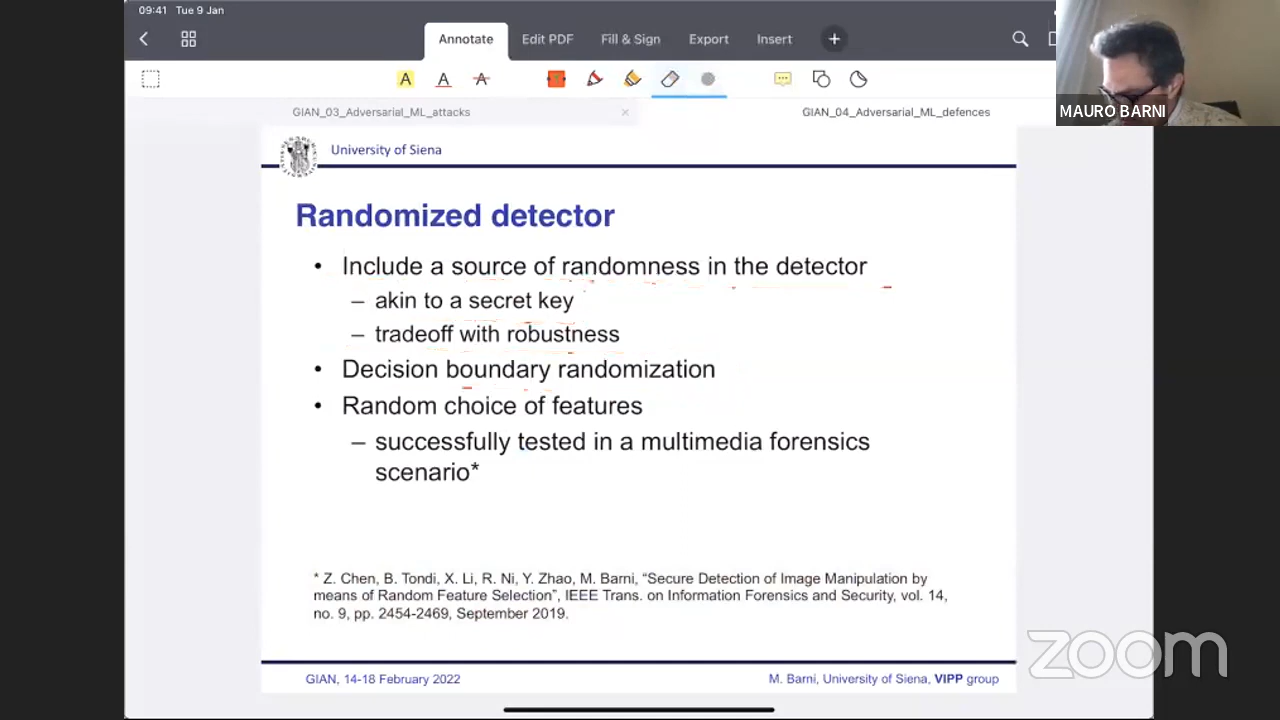 09:41 Tue 9 Jan
Annotate Edit PDF Fill & Sign Export Insert
A A A
GIAN_03_Adversarial_ML_attacks GIAN_04_Adversarial_ML_defences
MAURO BARNI
University of Siena
Randomized detector
• Include a source of randomness in the detector
– akin to a secret key
– tradeoff with robustness
• Decision boundary randomization
• Random choice of features
– successfully tested in a multimedia forensics
scenario*
* Z. Chen, B. Tondi, X. Li, R. Ni, Y. Zhao, M. Barni, “Secure Detection of Image Manipulation by
means of Random Feature Selection”, IEEE Trans. on Information Forensics and Security, vol. 14,
no. 9, pp. 2454-2469, September 2019.
GIAN, 14-18 February 2022 M. Barni, University of Siena, VIPP group
zoom